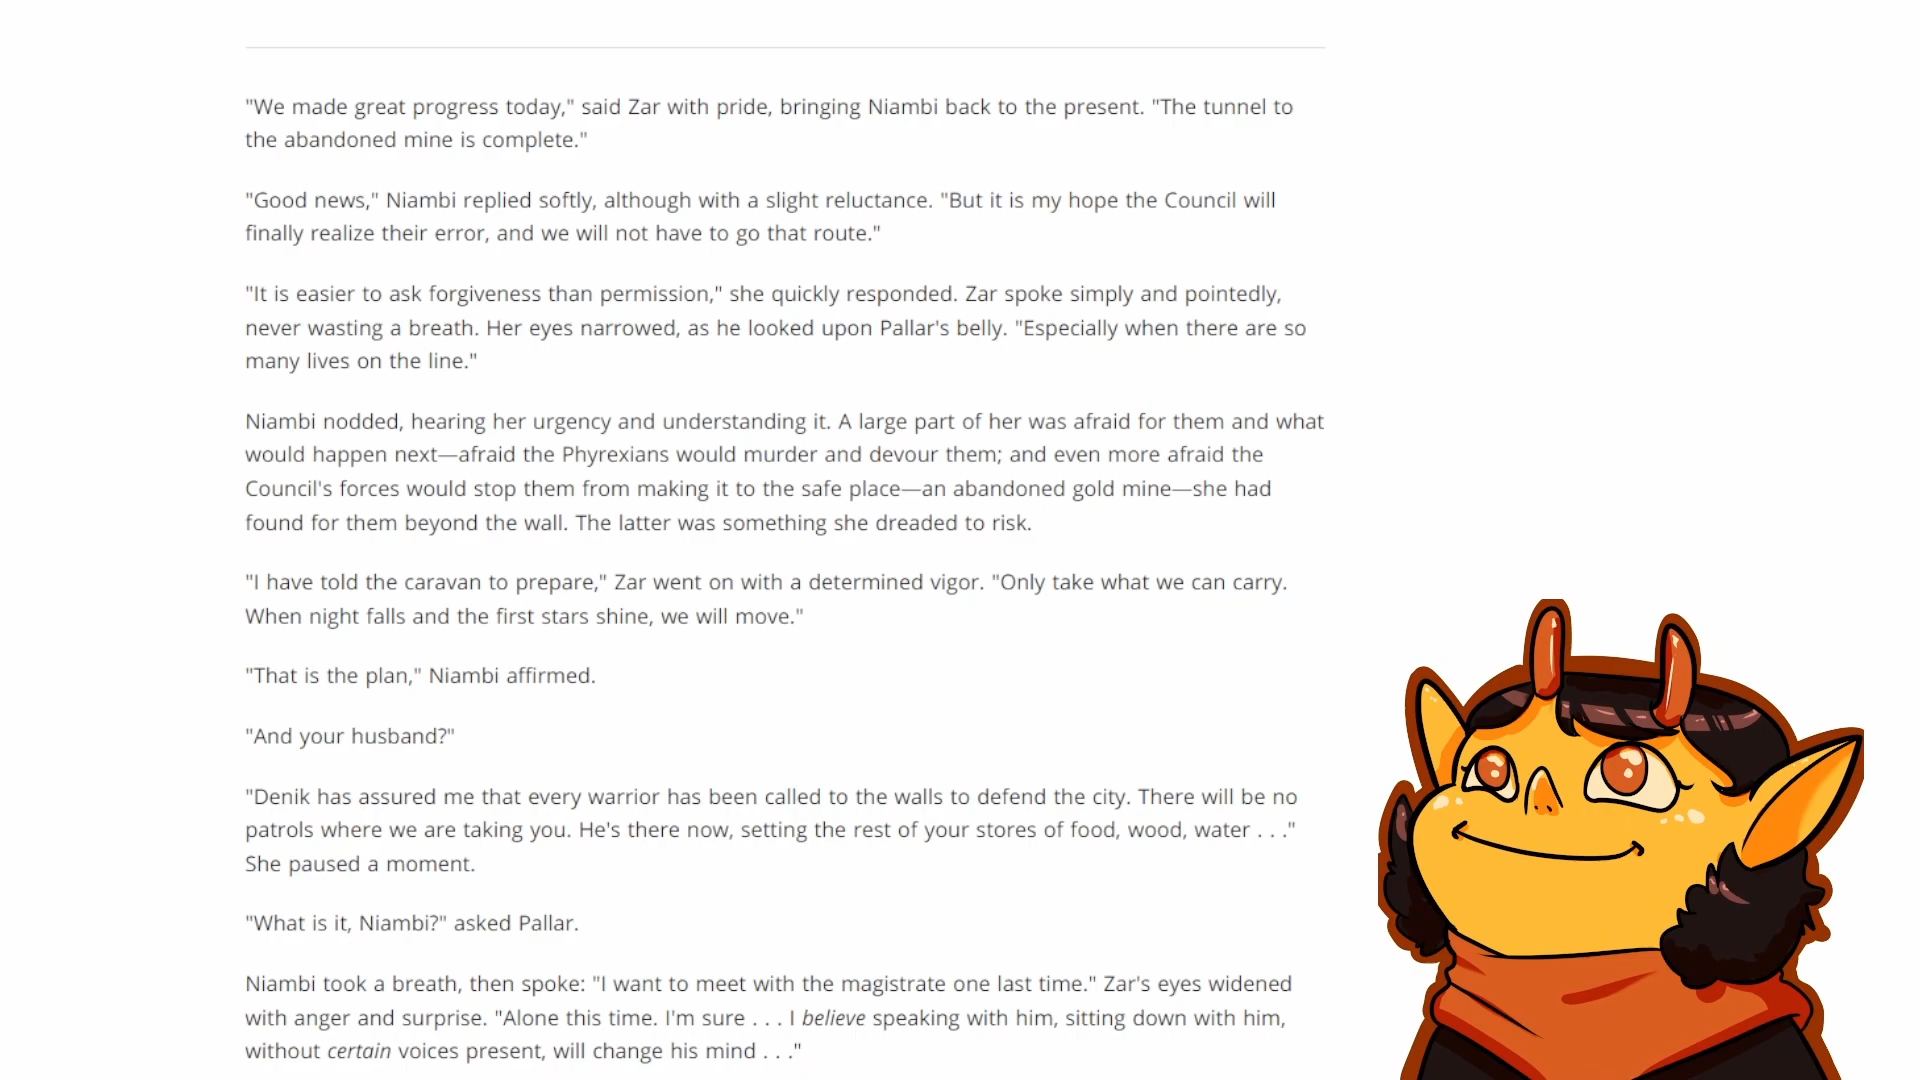 "We made great progress today," said Zar with pride, bringing Niambi back to the present. "The tunnel to
the abandoned mine is complete."
"Good news," Niambi replied softly, although with a slight reluctance. "But it is my hope the Council will
finally realize their error, and we will not have to go that route."
"It is easier to ask forgiveness than permission," she quickly responded. Zar spoke simply and pointedly,
never wasting a breath. Her eyes narrowed, as he looked upon Pallar's belly. "Especially when there are so
many lives on the line."
Niambi nodded, hearing her urgency and understanding it. A large part of her was afraid for them and what
would happen next—afraid the Phyrexians would murder and devour them; and even more afraid the
Council's forces would stop them from making it to the safe place—an abandoned gold mine—she had
found for them beyond the wall. The latter was something she dreaded to risk.
"I have told the caravan to prepare," Zar went on with a determined vigor. "Only take what we can carry.
When night falls and the first stars shine, we will move."
"That is the plan," Niambi affirmed.
"And your husband?"
"Denik has assured me that every warrior has been called to the walls to defend the city. There will be no
patrols where we are taking you. He's there now, setting the rest of your stores of food, wood, water . . ."
She paused a moment.
"What is it, Niambi?" asked Pallar.
Niambi took a breath, then spoke: "I want to meet with the magistrate one last time." Zar's eyes widened
with anger and surprise. "Alone this time. I'm sure . . . I believe speaking with him, sitting down with him,
without certain voices present, will change his mind . . ."